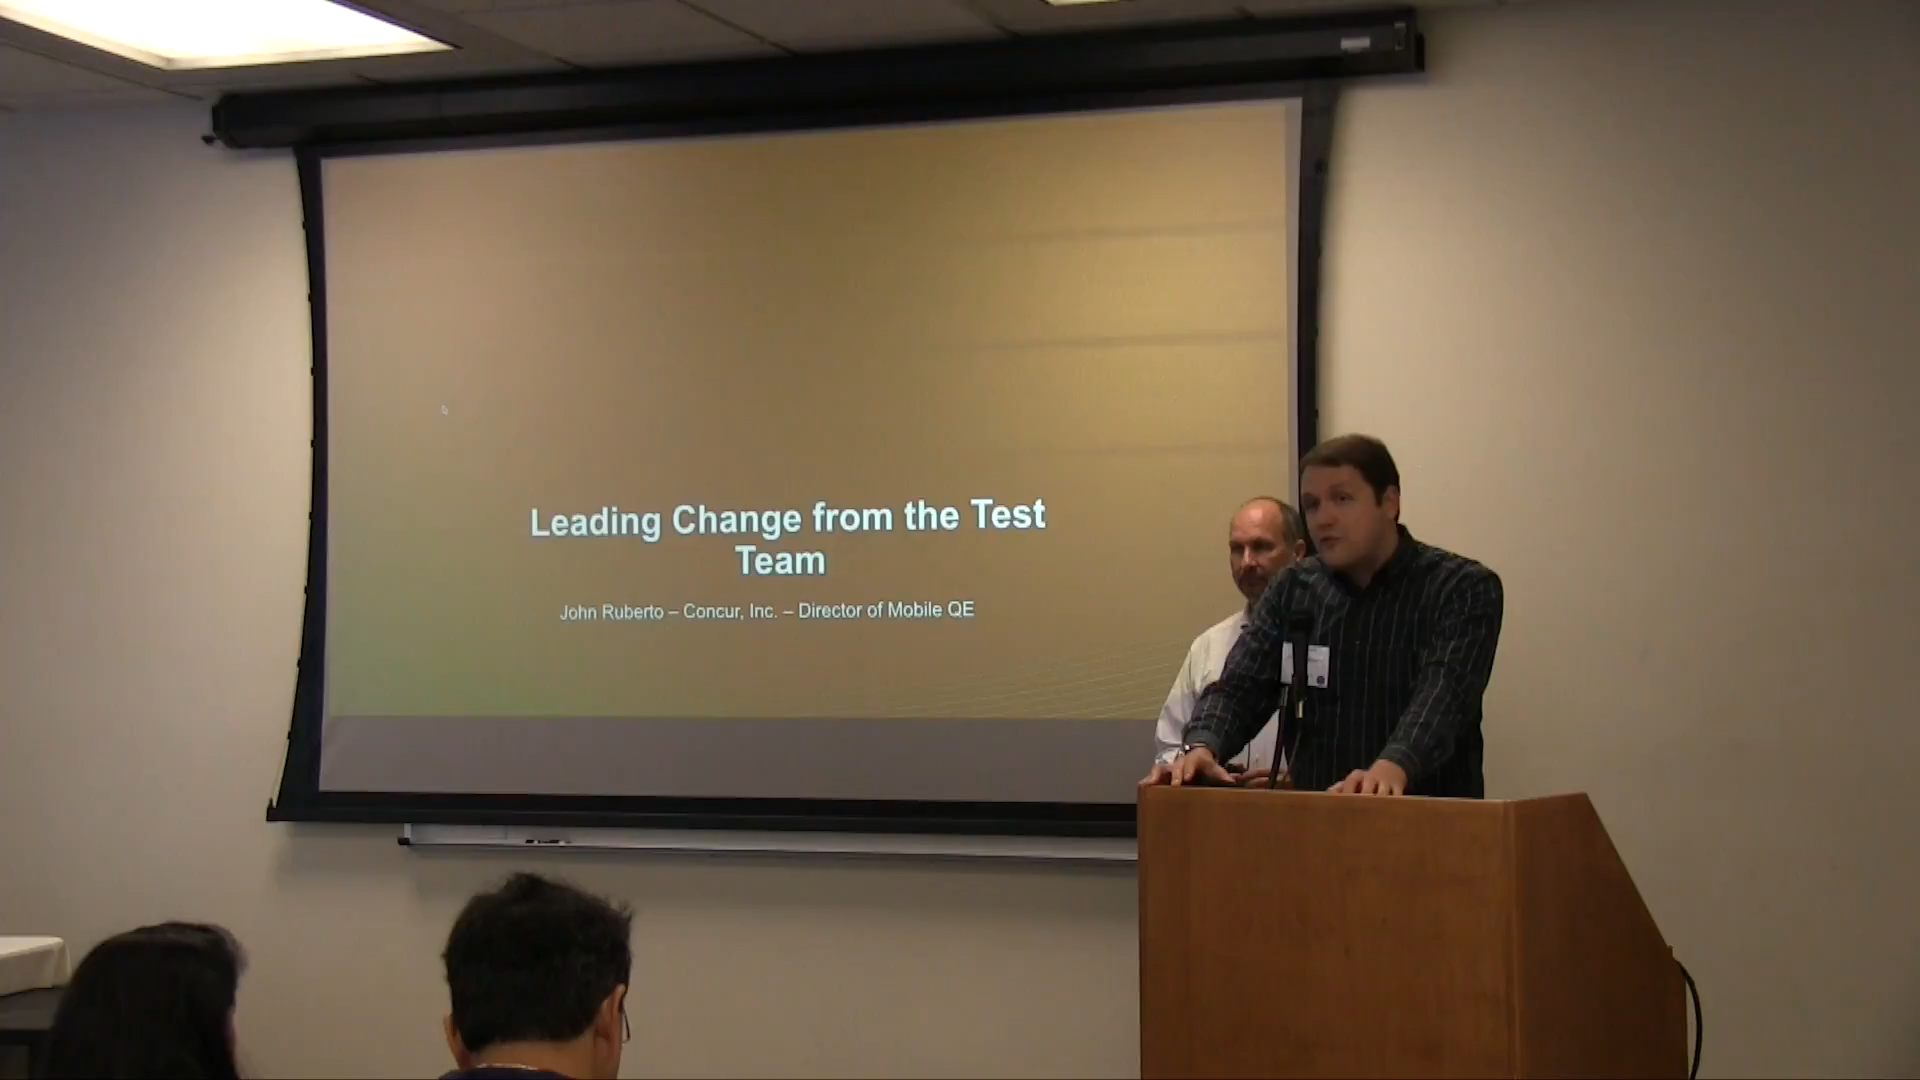 Leading Change from the Test
Team
John Ruberto – Concur, Inc. – Director of Mobile QE